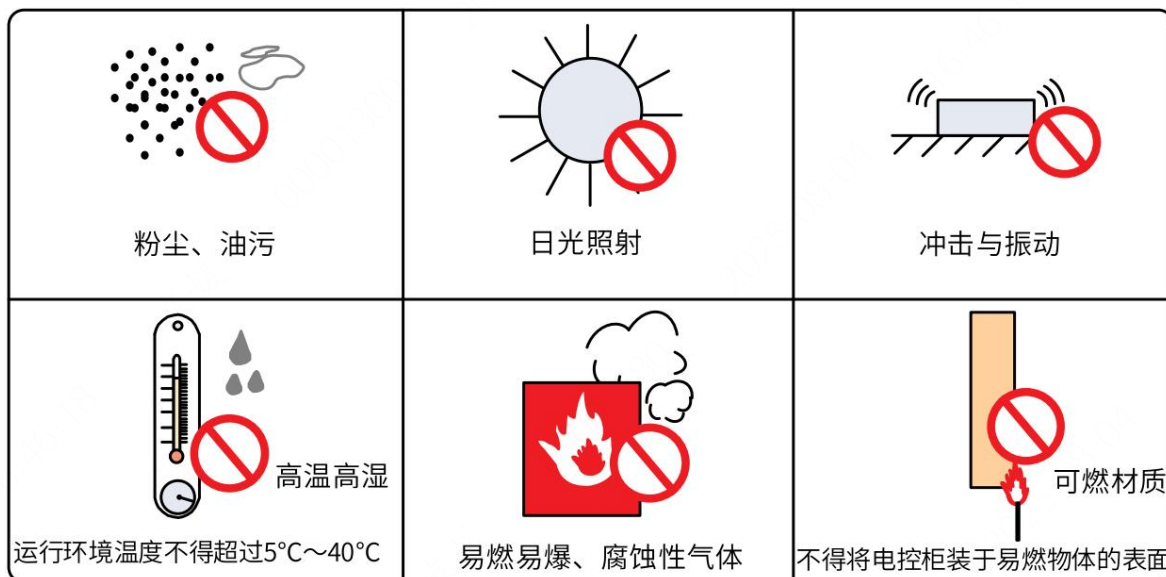 粉尘、油污
日光照射
冲击与振动
高温高湿
运行环境温度不得超过5℃～40℃
易燃易爆、腐蚀性气体
可燃材质
不得将电控柜装于易燃物体的表面